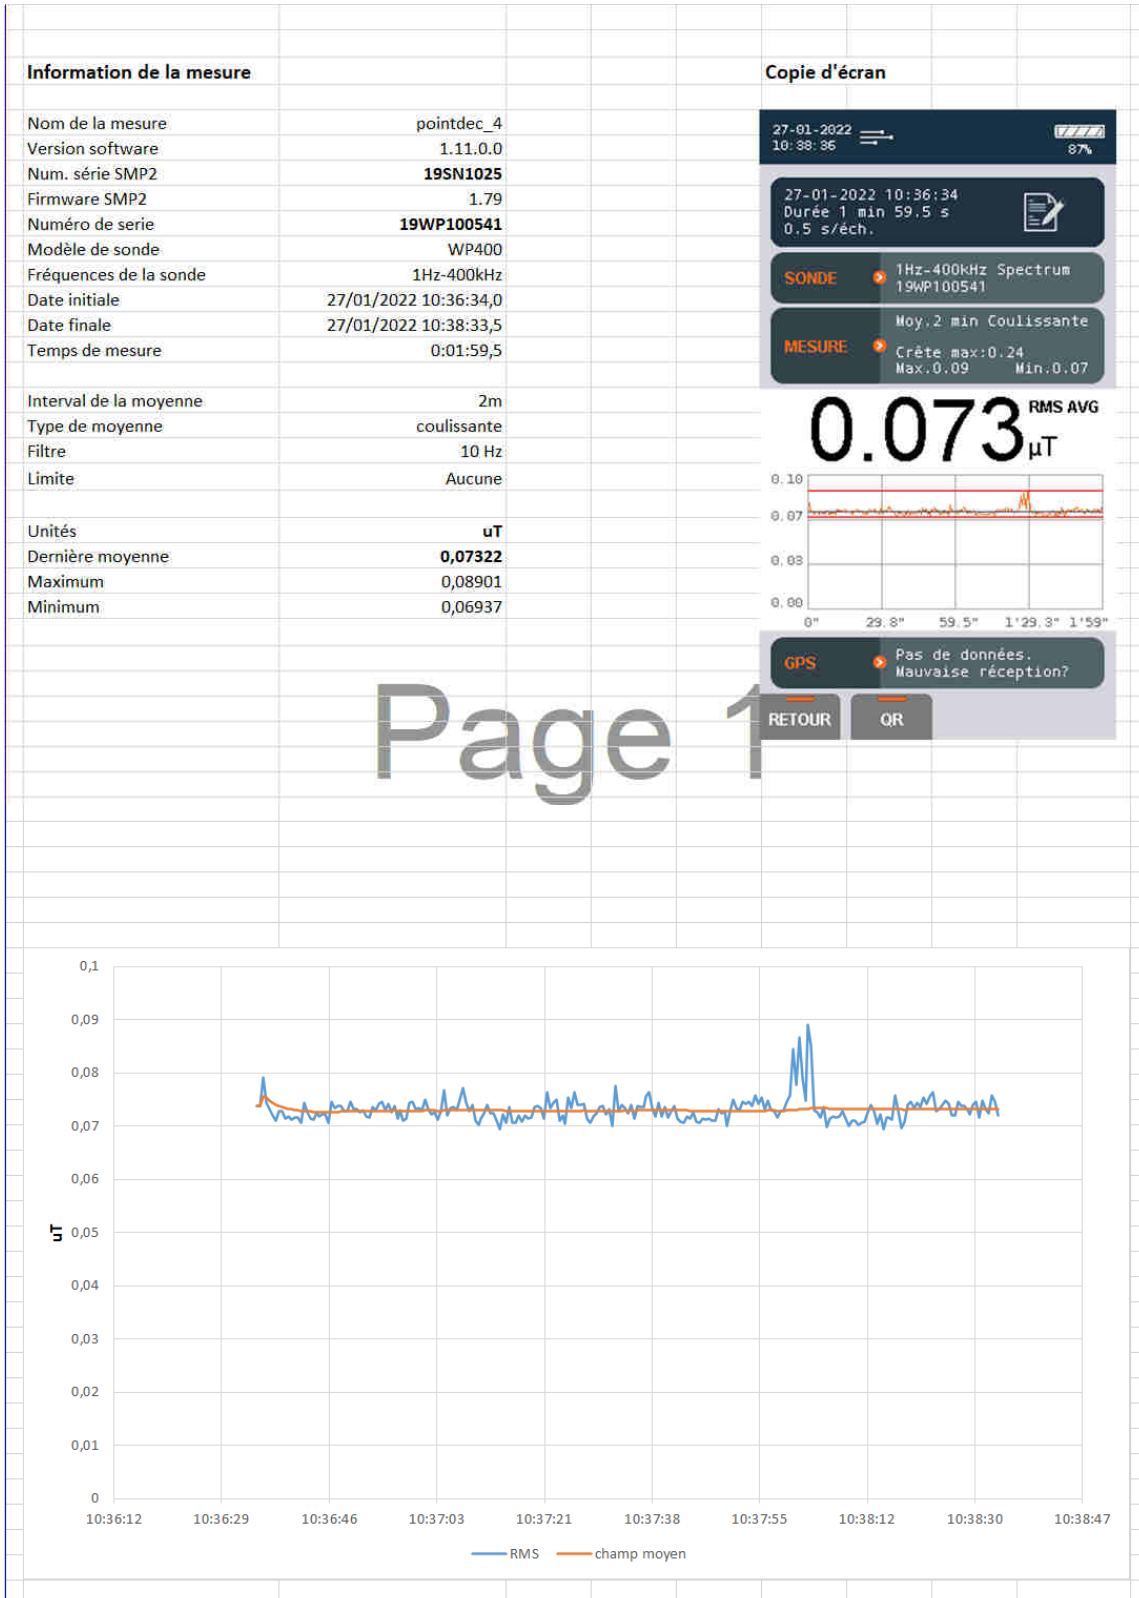 Information de la mesure
Nom de la mesure pointdec_4
Version software 1.11.0.0
Num. série SMP2 19SN1025
Firmware SMP2 1.79
Numéro de serie 19WP100541
Modèle de sonde WP400
Fréquences de la sonde 1Hz-400kHz
Date initiale 27/01/2022 10:36:34,0
Date finale 27/01/2022 10:38:33,5
Temps de mesure 0:01:59,5
Interval de la moyenne 2m
Type de moyenne coulissante
Filtre 10 Hz
Limite Aucune
Unités uT
Dernière moyenne 0,07322
Maximum 0,08901
Minimum 0,06937
Copie d'écran
27-01-2022
10:38:36
87%
27-01-2022 10:36:34
Durée 1 min 59.5 s
0.5 s/éch.
SONDE
1Hz-400kHz Spectrum
19WP100541
MESURE
Moy.2 min Coulissante
Crête max:0.24
Max.0.09 Min.0.07
0.073 RMS AVG
µT
0.10
0.07
0.03
0.00
0" 29.8" 59.5" 1'29.3" 1'59"
GPS
Pas de données.
Mauvaise réception?
RETOUR QR
Page 1
0,1
0,09
0,08
0,07
0,06
0,05
0,04
0,03
0,02
0,01
0
uT
10:36:12 10:36:29 10:36:46 10:37:03 10:37:21 10:37:38 10:37:55 10:38:12 10:38:30 10:38:47
RMS champ moyen